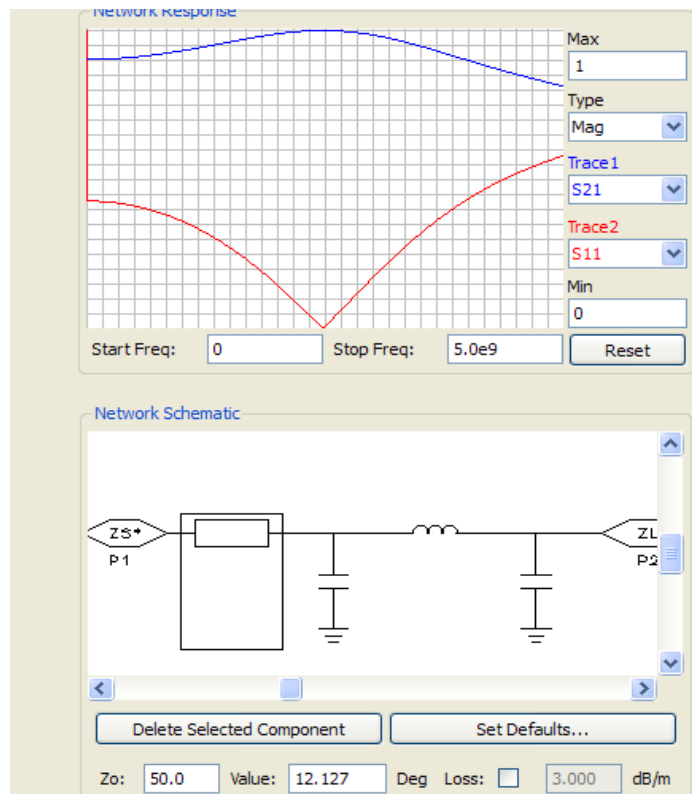 Network Response
Max
1
Type
Mag
Trace1
S21
Trace2
S11
Min
0
Start Freq: 0 Stop Freq: 5.0e9 Reset
Network Schematic
ZS* ZL
P1 P2
Delete Selected Component Set Defaults...
Zo: 50.0 Value: 12.127 Deg Loss: 3.000 dB/m